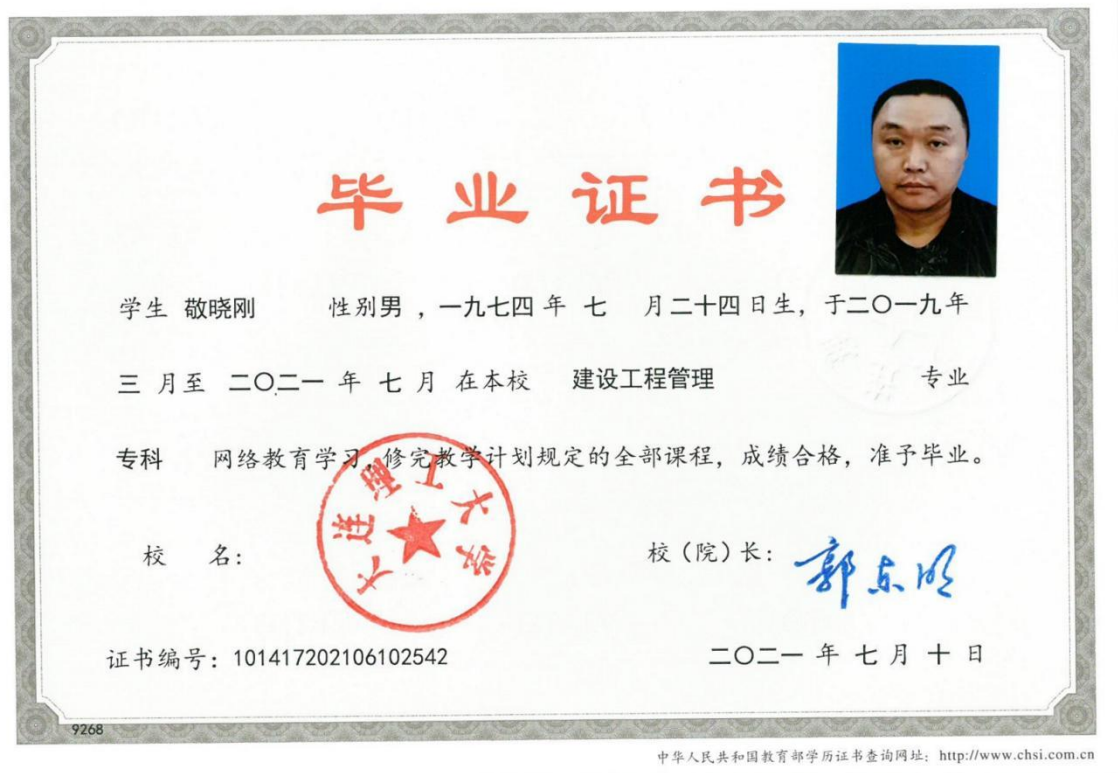 毕业证书
学生 敬晓刚 性别男，一九七四年 七 月二十四日生，于二〇一九年
三 月至 二〇二一 年 七 月 在本校 建设工程管理 专业
专科 网络教育学习，修完教学计划规定的全部课程，成绩合格，准予毕业。
大连理工大学
校 名： 校（院）长： 郭东明
证书编号：101417202106102542 二〇二一 年 七 月 十 日
9268
中华人民共和国教育部学历证书查询网址：http://www.chsi.com.cn